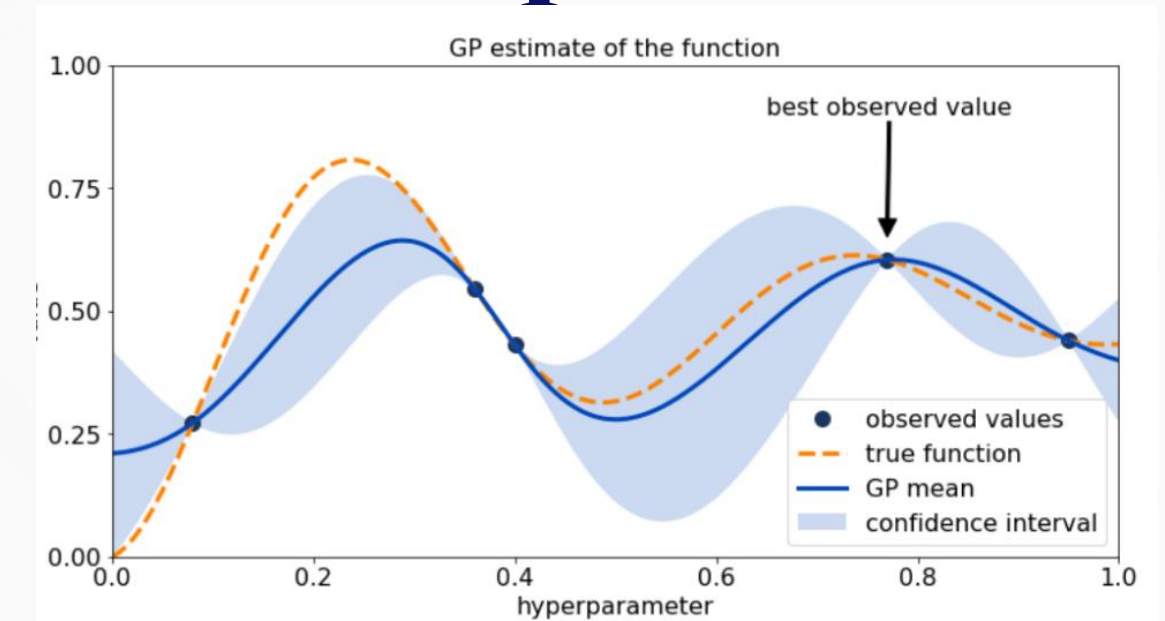 GP estimate of the function
1.00
0.75
0.50
0.25
0.00
best observed value
observed values
true function
GP mean
confidence interval
0.0 0.2 0.4 0.6 0.8 1.0
hyperparameter